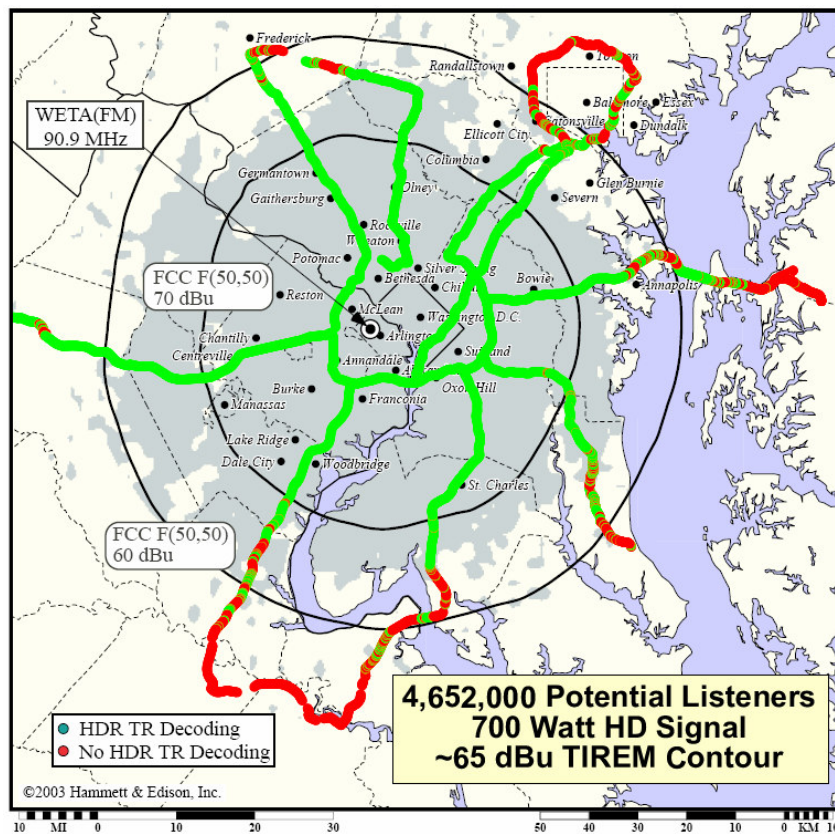 Frederick
Randallstown
Towson
WETA(FM)
90.9 MHz
Baltimore
Essex
Catonsville
Dundalk
Ellicott City
Columbia
Germantown
Olney
Gaithersburg
Glen Burnie
Severn
Rockville
Wheaton
Potomac
Silver Spring
FCC F(50,50)
70 dBu
Bethesda
Bowie
Annapolis
Reston
McLean
Washington D.C.
Chantilly
Arlington
Centreville
Annandale
Suitland
Oxon Hill
Burke
Franconia
Manassas
Lake Ridge
Dale City
Woodbridge
St. Charles
FCC F(50,50)
60 dBu
4,652,000 Potential Listeners
700 Watt HD Signal
~65 dBu TIREM Contour
HDR TR Decoding
No HDR TR Decoding
©2003 Hammett & Edison, Inc.
10 MI 0 10 20 30 50 40 30 20 10 0 KM 10